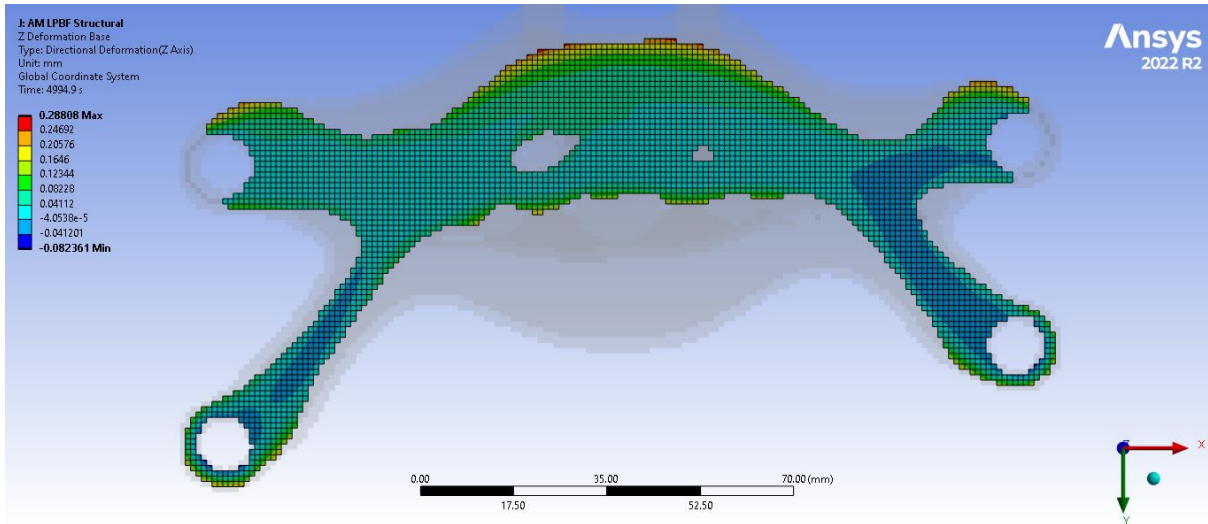 J: AM LPBF Structural
Z Deformation Base
Type: Directional Deformation(Z Axis)
Unit: mm
Global Coordinate System
Time: 4994.9 s
0.28808 Max
0.24692
0.20576
0.1646
0.12344
0.08228
0.04112
-4.0538e-5
-0.041201
-0.082361 Min
Ansys
2022 R2
0.00 35.00 70.00 (mm)
17.50 52.50
Z
X
Y